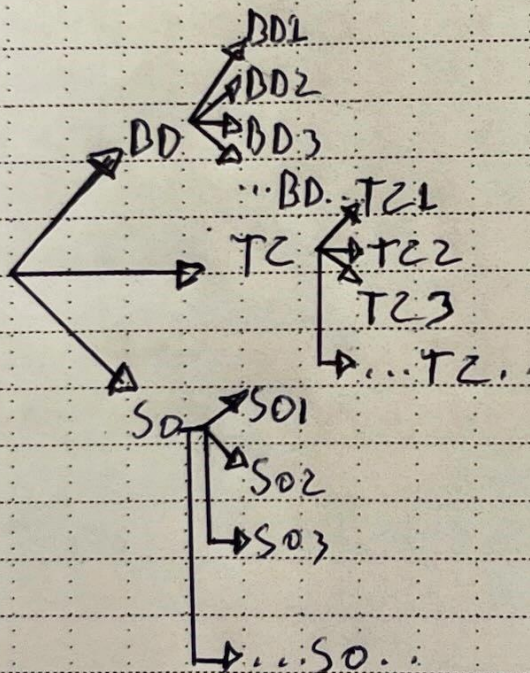 BD1
BD2
BD BD3
...BD..
TZ1
TZ TZ2
TZ3
...TZ..
SO SO1
SO2
SO3
...SO..